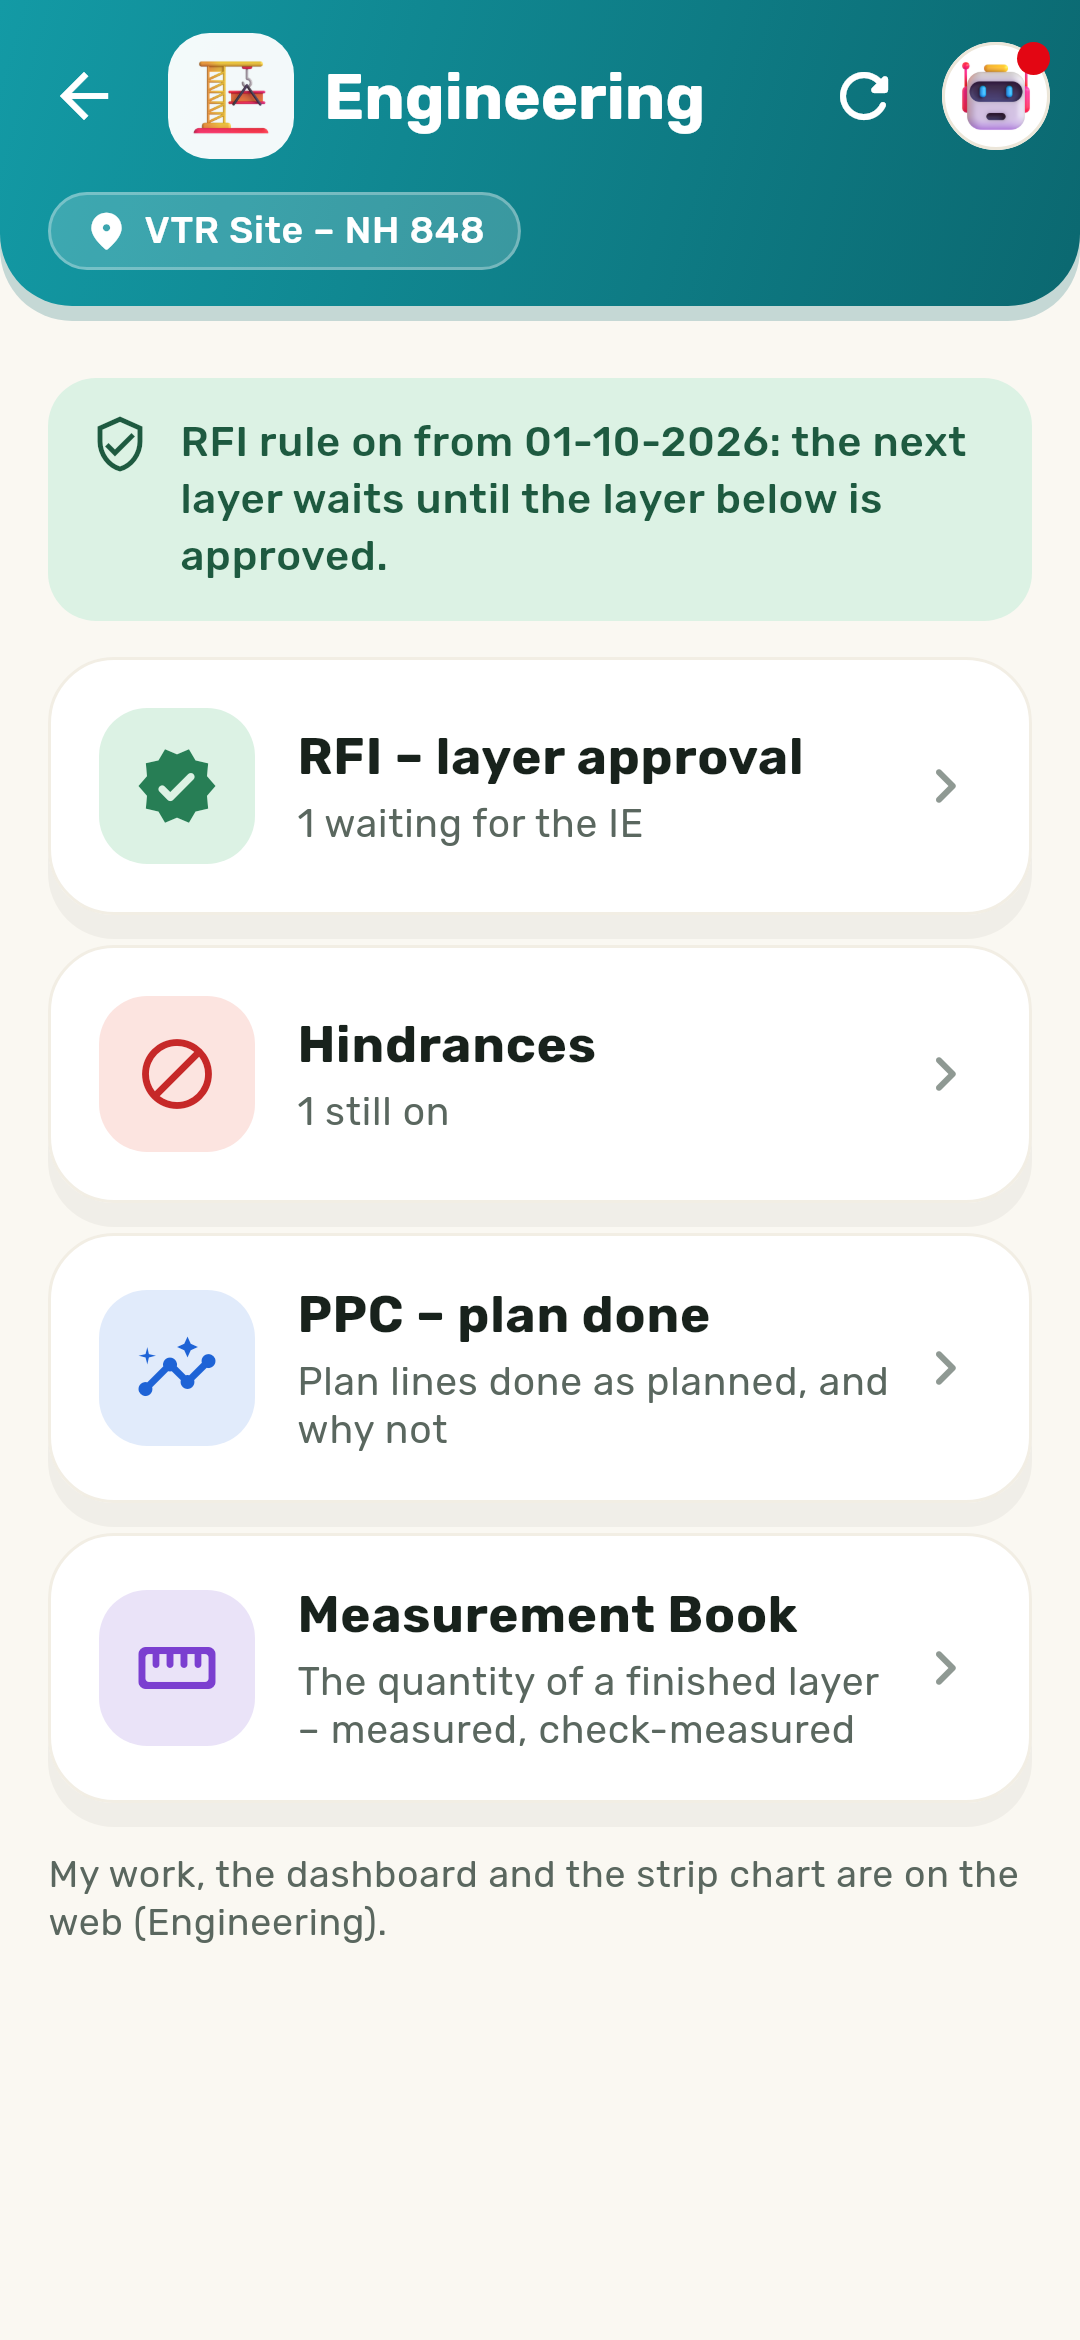 Engineering
VTR Site – NH 848
RFI rule on from 01-10-2026: the next
layer waits until the layer below is
approved.
RFI – layer approval
1 waiting for the IE
Hindrances
1 still on
PPC – plan done
Plan lines done as planned, and
why not
Measurement Book
The quantity of a finished layer
– measured, check-measured
My work, the dashboard and the strip chart are on the
web (Engineering).